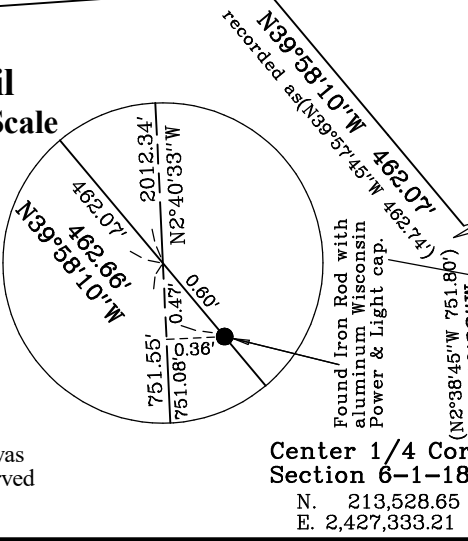 il
Scale
N39°58'10"W 462.07'
recorded as(N39°57'45"W 462.74')
2012.34'
N2°40'33"W
462.07'
462.66'
N39°58'10"W
0.60'
0.47'
0.36'
751.55'
751.08'
Found Iron Rod with
aluminum Wisconsin
Power & Light cap.
(N2°38'45"W 751.80')
was
rved
Center 1/4 Cor
Section 6-1-18
N. 213,528.65
E. 2,427,333.21